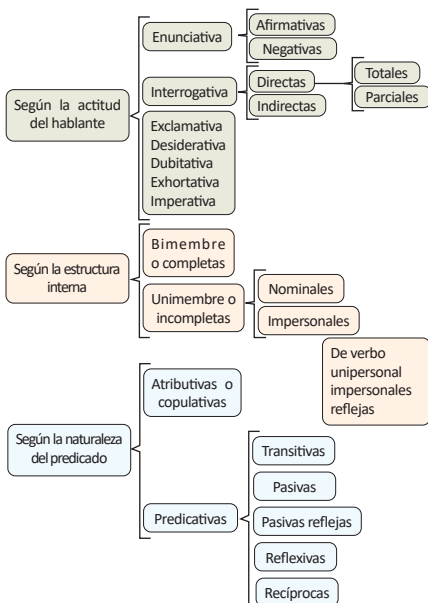 Según la actitud
del hablante
Enunciativa
Afirmativas
Negativas
Interrogativa
Directas
Indirectas
Totales
Parciales
Exclamativa
Desiderativa
Dubitativa
Exhortativa
Imperativa
Según la estructura
interna
Bimembre
o completas
Unimembre o
incompletas
Nominales
Impersonales
De verbo
unipersonal
impersonales
reflejas
Según la naturaleza
del predicado
Atributivas o
copulativas
Predicativas
Transitivas
Pasivas
Pasivas reflejas
Reflexivas
Recíprocas